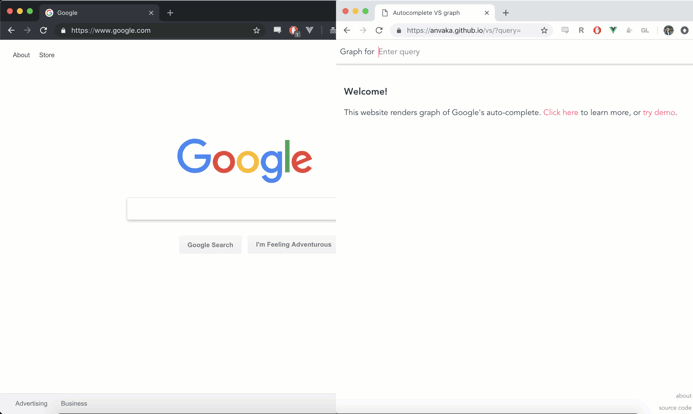 Google
https://www.google.com
About Store
Google
Google Search I'm Feeling Adventurous
Advertising Business
Autocomplete VS graph
https://anvaka.github.io/vs/?query=
R
GL
Graph for Enter query
Welcome!
This website renders graph of Google's auto-complete. Click here to learn more, or try demo.
about
source code